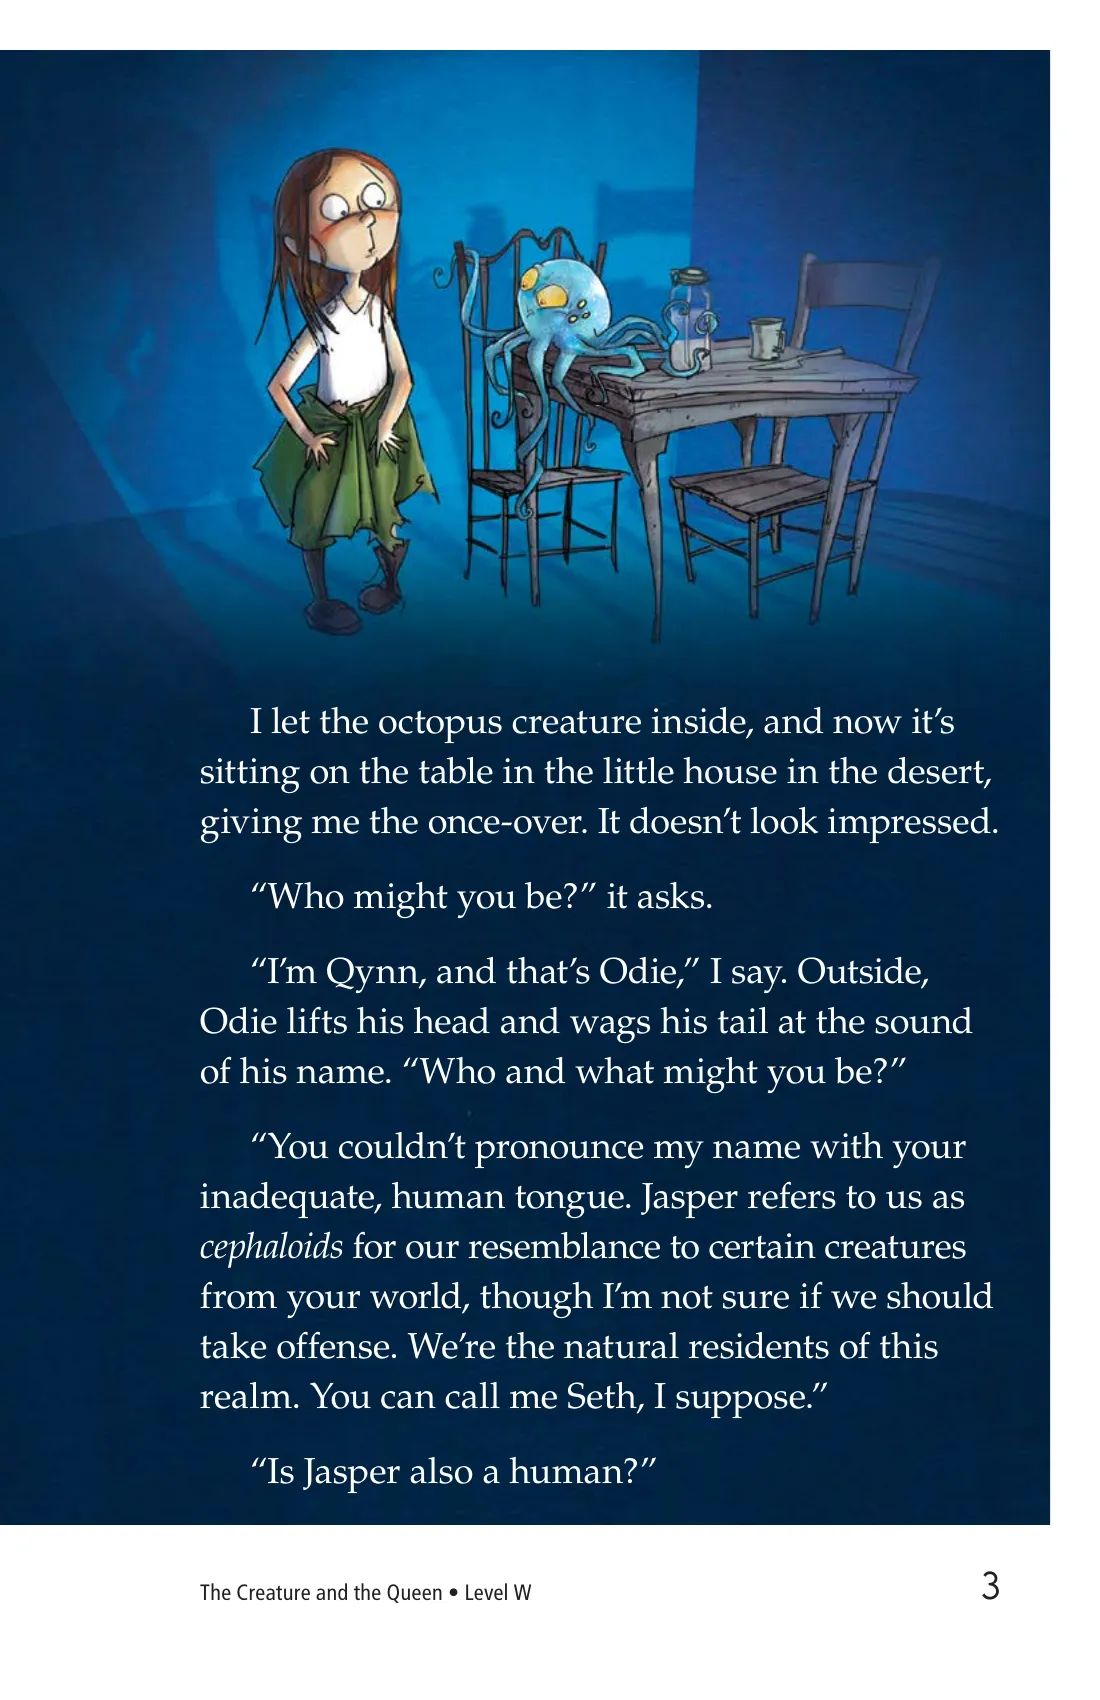 I let the octopus creature inside, and now it’s
sitting on the table in the little house in the desert,
giving me the once-over. It doesn’t look impressed.
“Who might you be?” it asks.
“I’m Qynn, and that’s Odie,” I say. Outside,
Odie lifts his head and wags his tail at the sound
of his name. “Who and what might you be?”
“You couldn’t pronounce my name with your
inadequate, human tongue. Jasper refers to us as
cephaloids for our resemblance to certain creatures
from your world, though I’m not sure if we should
take offense. We’re the natural residents of this
realm. You can call me Seth, I suppose.”
“Is Jasper also a human?”
The Creature and the Queen • Level W
3